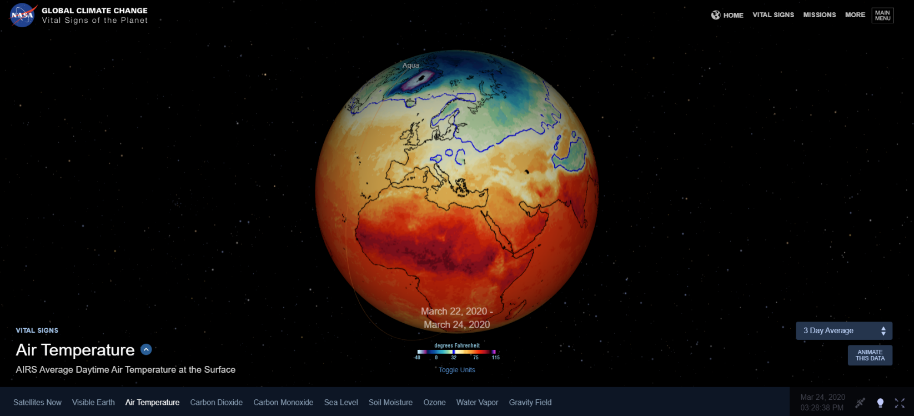 NASA
GLOBAL CLIMATE CHANGE
Vital Signs of the Planet
HOME
VITAL SIGNS
MISSIONS
MORE
MAIN
MENU
Aqua
March 22, 2020 -
March 24, 2020
VITAL SIGNS
Air Temperature
AIRS Average Daytime Air Temperature at the Surface
3 Day Average
ANIMATE
THIS DATA
degrees Fahrenheit
0 32 75 115
Toggle Units
Satellites Now Visible Earth Air Temperature Carbon Dioxide Carbon Monoxide Sea Level Soil Moisture Ozone Water Vapor Gravity Field
Mar 24, 2020
03:28:38 PM